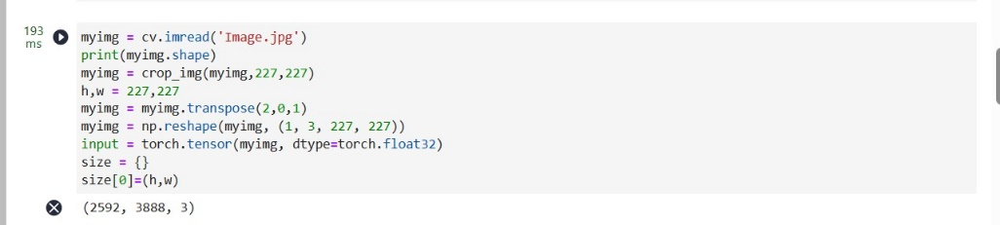 193
ms
myimg = cv.imread('Image.jpg')
print(myimg.shape)
myimg = crop_img(myimg,227,227)
h,w = 227,227
myimg = myimg.transpose(2,0,1)
myimg = np.reshape(myimg, (1, 3, 227, 227))
input = torch.tensor(myimg, dtype=torch.float32)
size = {}
size[0]=(h,w)
(2592, 3888, 3)